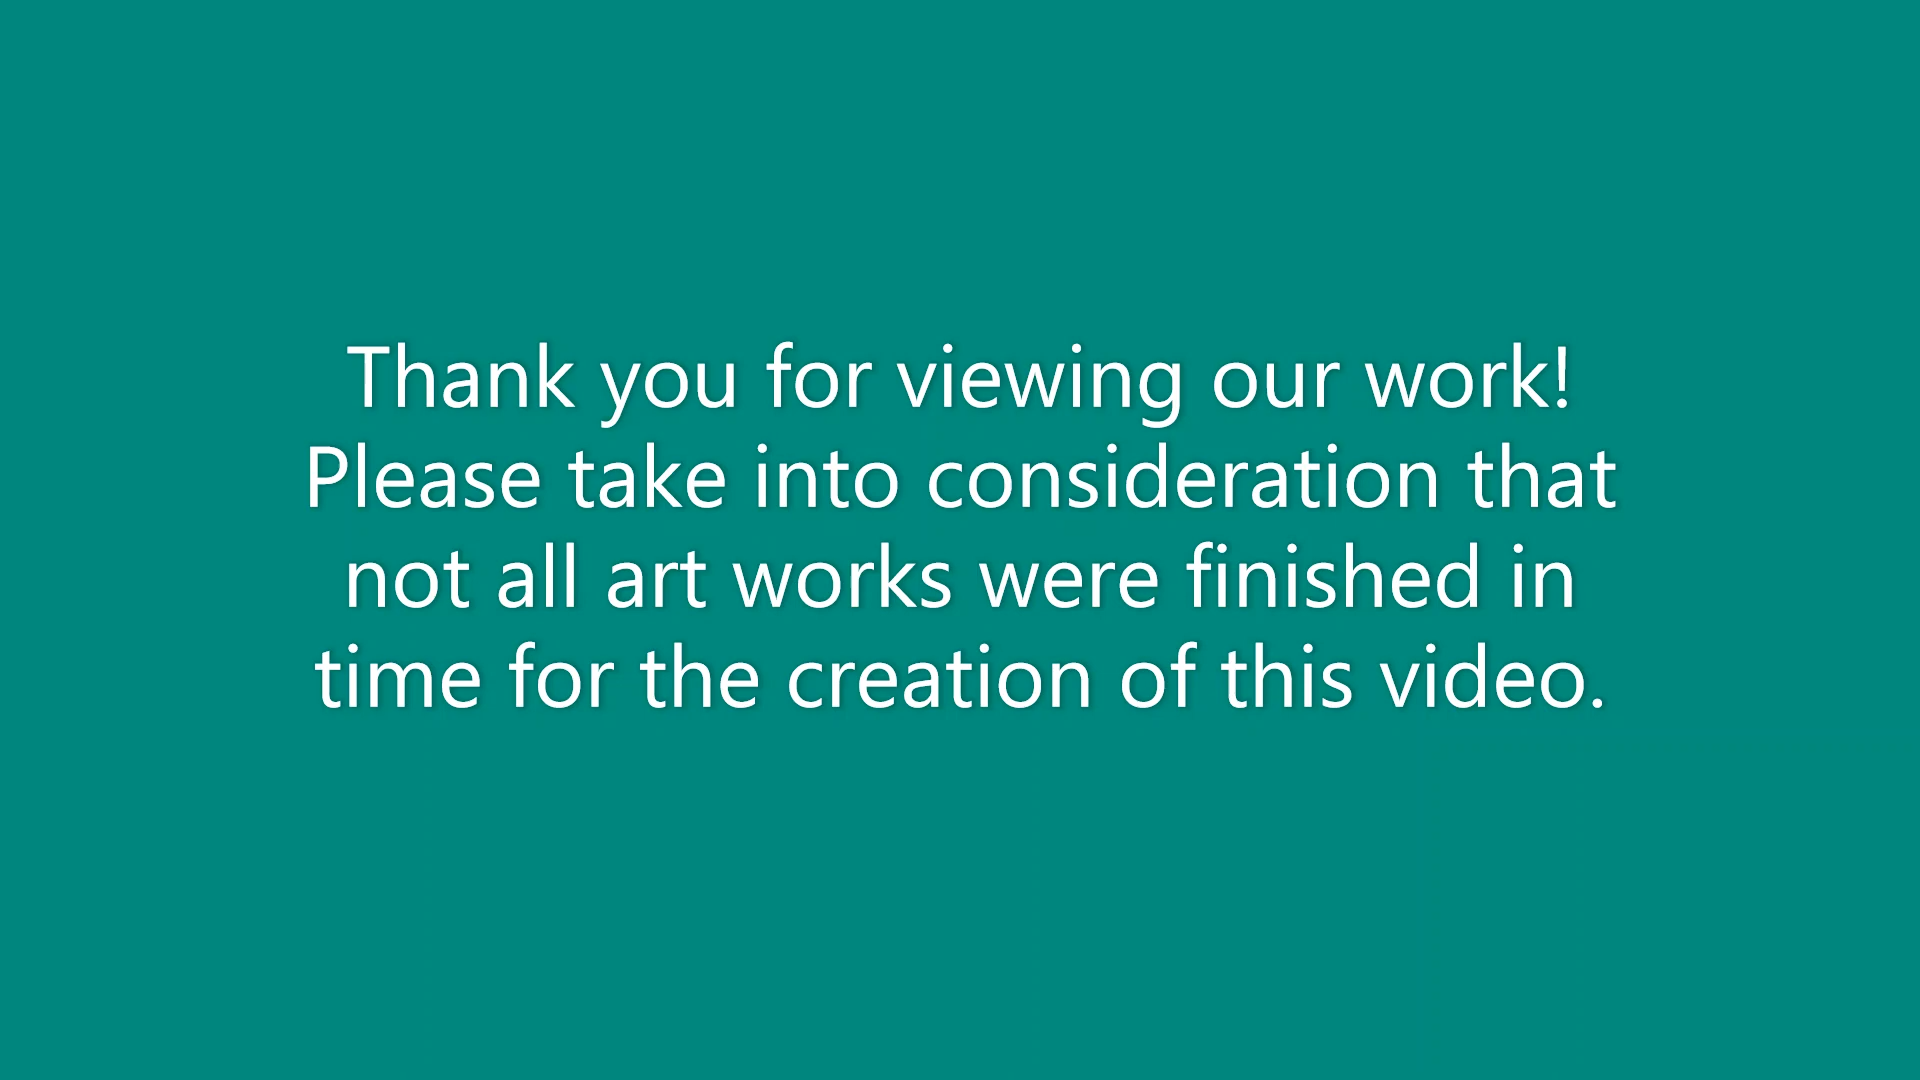 Thank you for viewing our work!
Please take into consideration that
not all art works were finished in
time for the creation of this video.